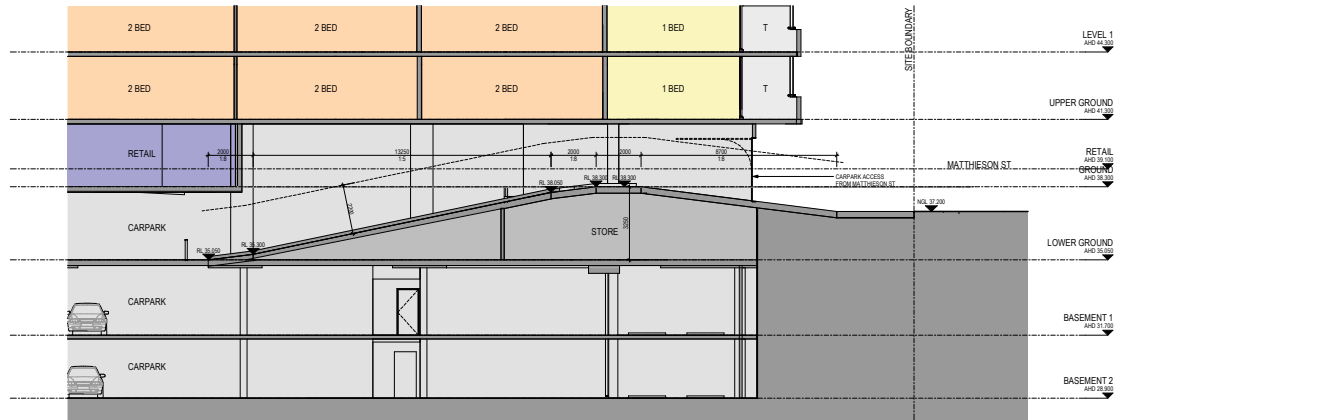 2 BED
2 BED
2 BED
1 BED
T
SITE BOUNDARY
LEVEL 1
AHD 44.300
2 BED
2 BED
2 BED
1 BED
T
UPPER GROUND
AHD 41.300
RETAIL
2000
1:8
13250
1:5
2000
1:8
2000
8700
1:8
RETAIL
AHD 39.100
MATTHIESON ST
GROUND
AHD 38.300
CARPARK ACCESS
FROM MATTHIESON ST
RL 38.050
RL 38.300
RL 38.300
2200
NGL 37.200
CARPARK
STORE
3250
RL 35.050
RL 35.300
LOWER GROUND
AHD 35.050
CARPARK
BASEMENT 1
AHD 31.700
CARPARK
BASEMENT 2
AHD 28.900